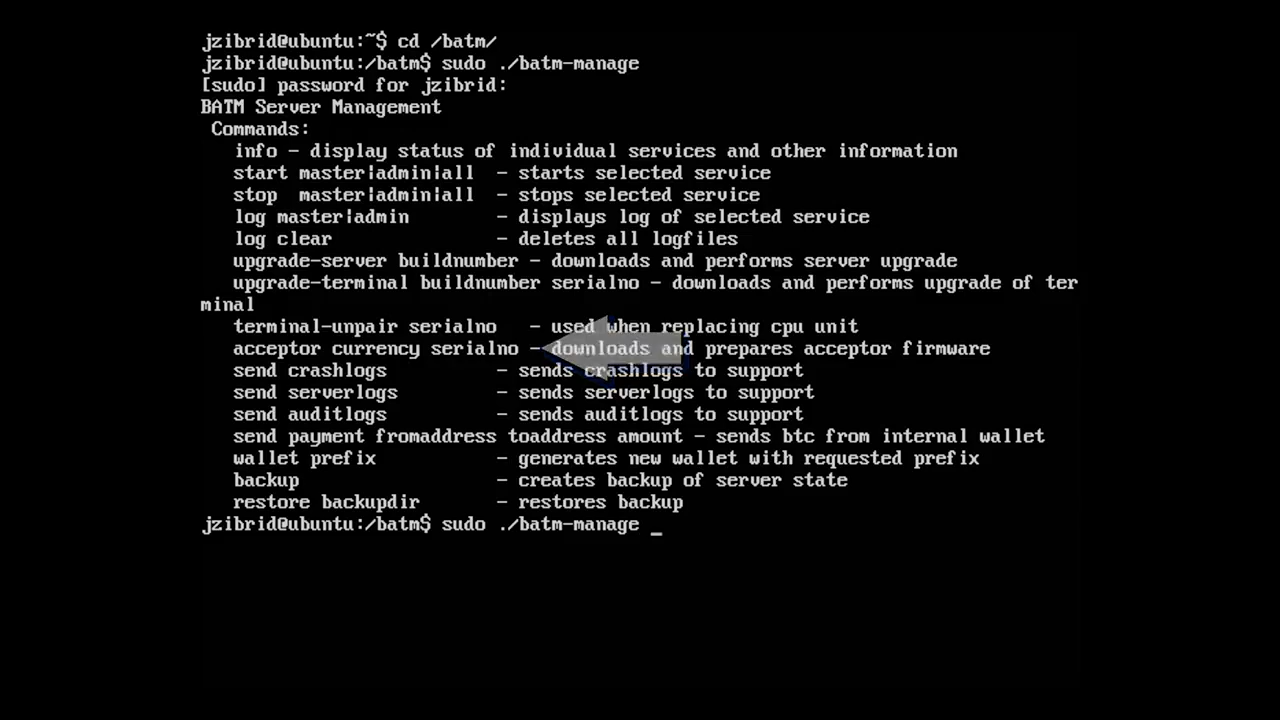 jzibrid@ubuntu:~$ cd /batm/
jzibrid@ubuntu:/batm$ sudo ./batm-manage
[sudo] password for jzibrid:
BATM Server Management
 Commands:
   info - display status of individual services and other information
   start master|admin|all  - starts selected service
   stop  master|admin|all  - stops selected service
   log master|admin        - displays log of selected service
   log clear               - deletes all logfiles
   upgrade-server buildnumber - downloads and performs server upgrade
   upgrade-terminal buildnumber serialno - downloads and performs upgrade of ter
minal
   terminal-unpair serialno   - used when replacing cpu unit
   acceptor currency serialno - downloads and prepares acceptor firmware
   send crashlogs          - sends crashlogs to support
   send serverlogs         - sends serverlogs to support
   send auditlogs          - sends auditlogs to support
   send payment fromaddress toaddress amount - sends btc from internal wallet
   wallet prefix           - generates new wallet with requested prefix
   backup                  - creates backup of server state
   restore backupdir       - restores backup
jzibrid@ubuntu:/batm$ sudo ./batm-manage _